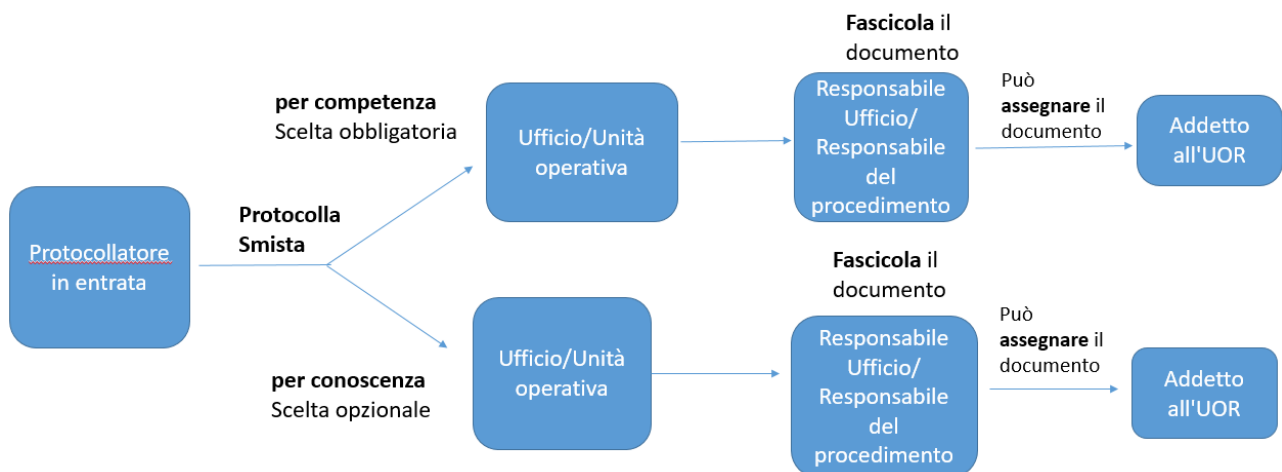 Protocollatore
in entrata
Protocolla
Smista
per competenza
Scelta obbligatoria
Ufficio/Unità
operativa
Fascicola il
documento
Responsabile
Ufficio/
Responsabile
del
procedimento
Può
assegnare il
documento
Addetto
all'UOR
per conoscenza
Scelta opzionale
Ufficio/Unità
operativa
Fascicola il
documento
Responsabile
Ufficio/
Responsabile
del
procedimento
Può
assegnare il
documento
Addetto
all'UOR